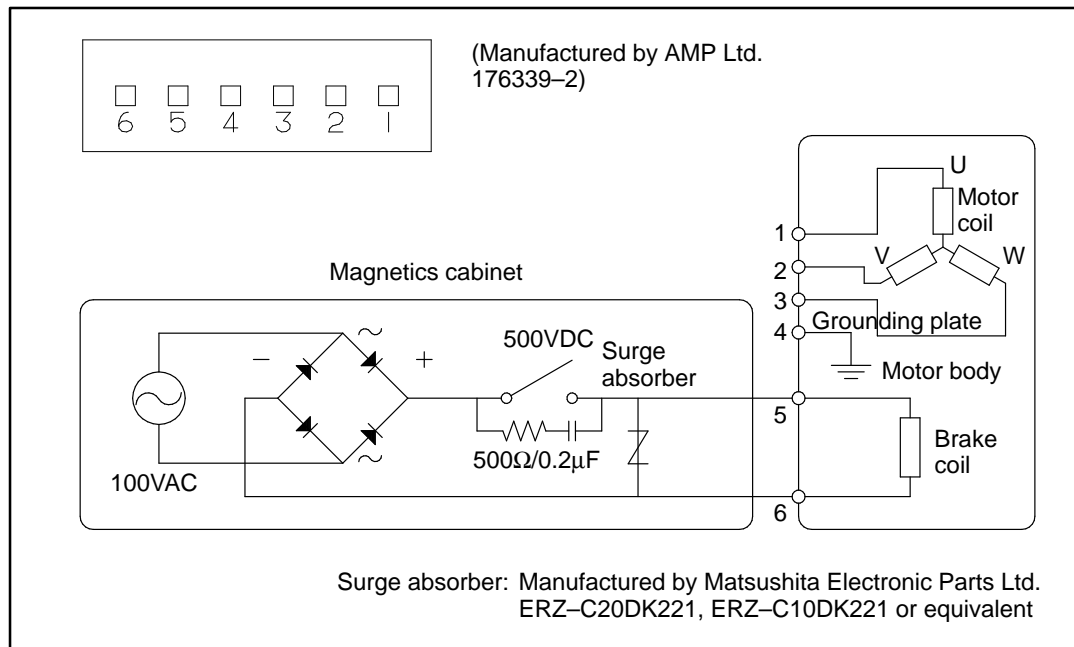 (Manufactured by AMP Ltd.
176339–2)
6 5 4 3 2 1
U
Motor
coil
1
V
W
2
Magnetics cabinet
3
Grounding plate
4
500VDC
Surge
absorber
∼
–
+
Motor body
5
Brake
coil
500Ω/0.2µF
∼
100VAC
6
Surge absorber: Manufactured by Matsushita Electronic Parts Ltd.
ERZ–C20DK221, ERZ–C10DK221 or equivalent